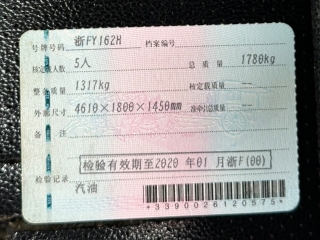 号牌号码 浙FY162H 档案编号
核定载人数 5人 总质量 1780kg
整备质量 1317kg 核定载质量 --
外廓尺寸 4610×1800×1450mm 准牵引总质量 --
备注
检验有效期至2020 年01 月浙F(00)
检验记录
汽油
*3390026120575*